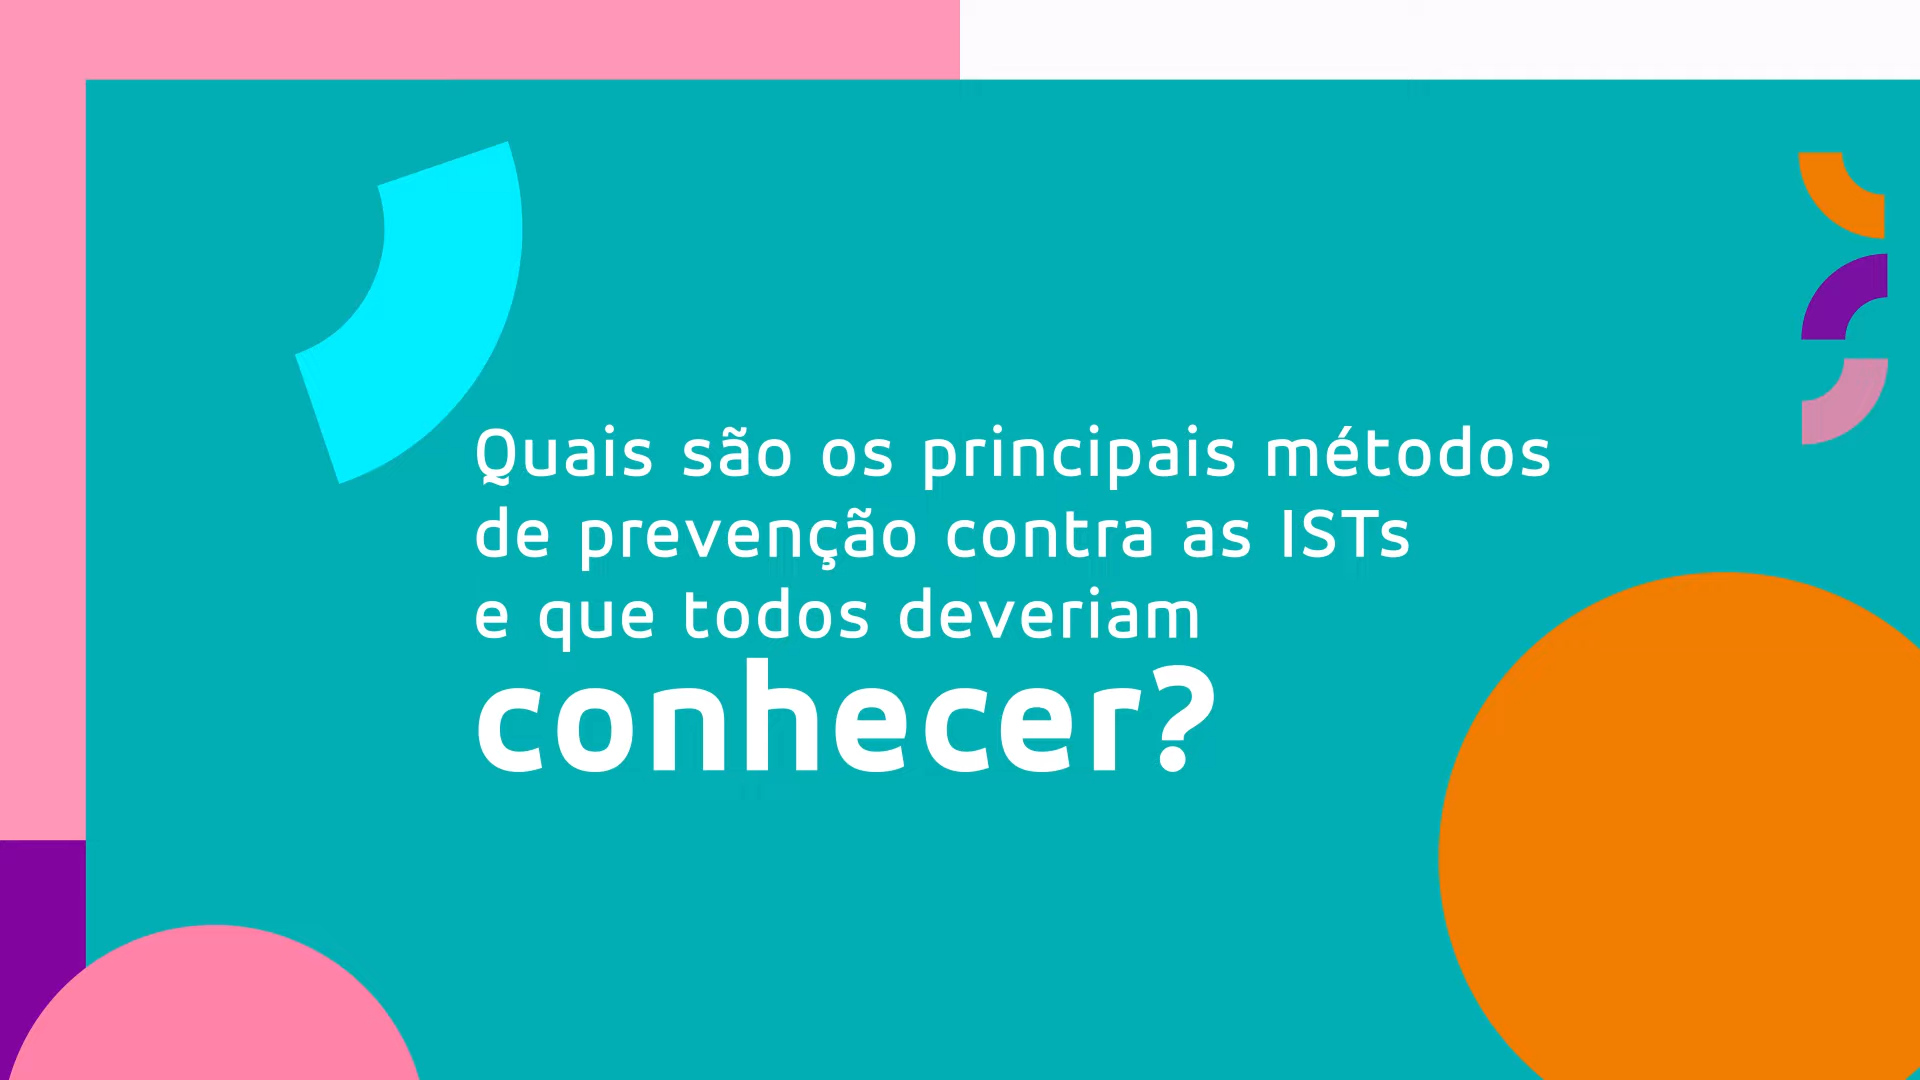 Quais são os principais métodos
de prevenção contra as ISTs
e que todos deveriam
conhecer?